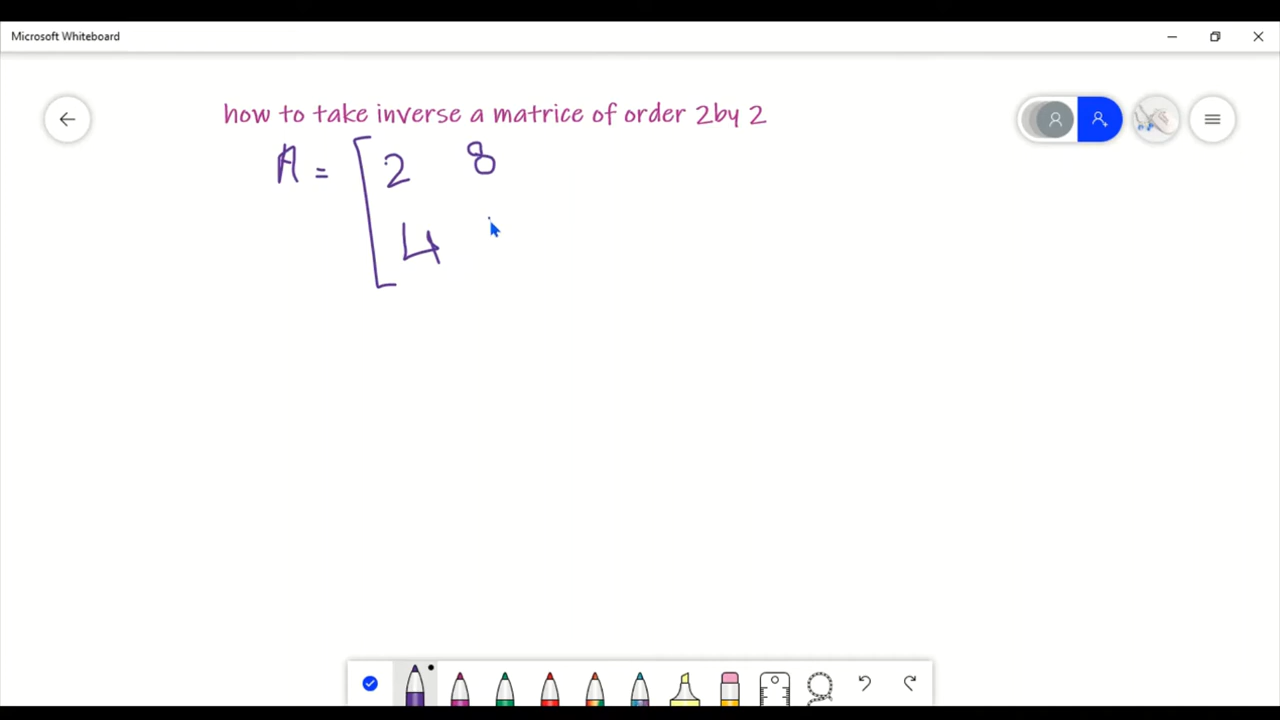 Microsoft Whiteboard
how to take inverse a matrice of order 2by 2
A = [ 2 8
4